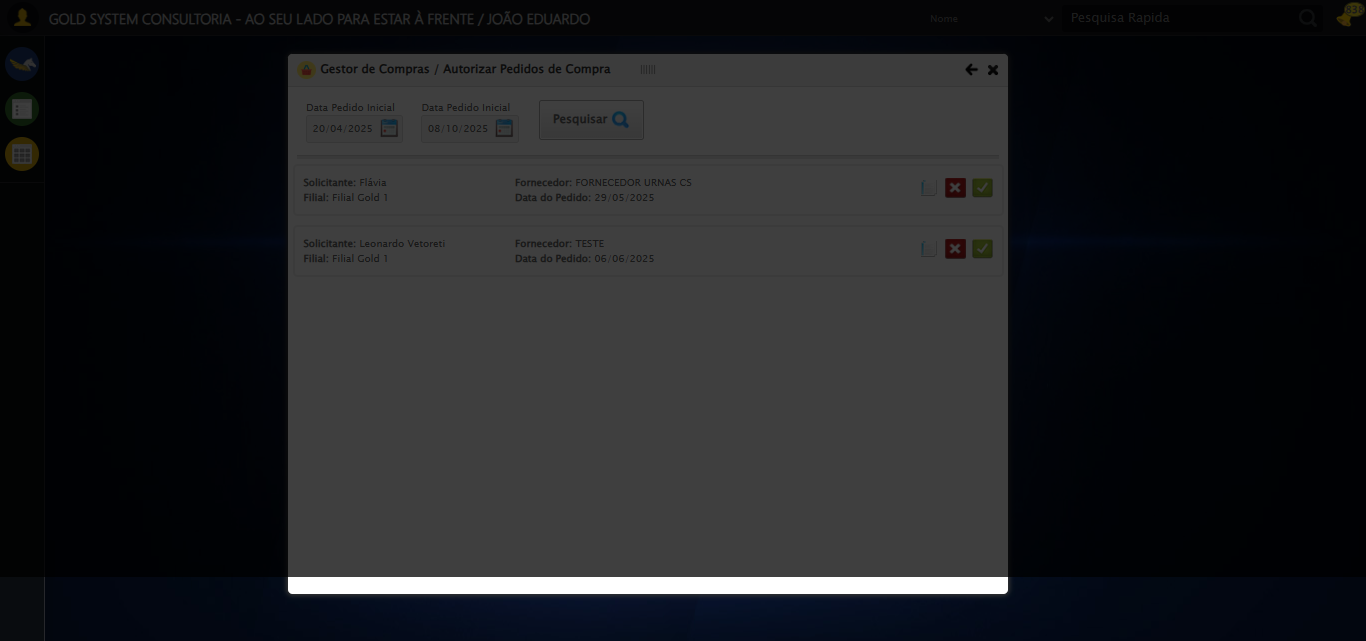 GOLD SYSTEM CONSULTORIA - AO SEU LADO PARA ESTAR À FRENTE / JOÃO EDUARDO
Nome
Pesquisa Rapida
Gestor de Compras / Autorizar Pedidos de Compra
Data Pedido Inicial
Data Pedido Inicial
20/04/2025
08/10/2025
Pesquisar
Solicitante: Flávia
Fornecedor: FORNECEDOR URNAS CS
Filial: Filial Gold 1
Data do Pedido: 29/05/2025
Solicitante: Leonardo Vetoreti
Fornecedor: TESTE
Filial: Filial Gold 1
Data do Pedido: 06/06/2025